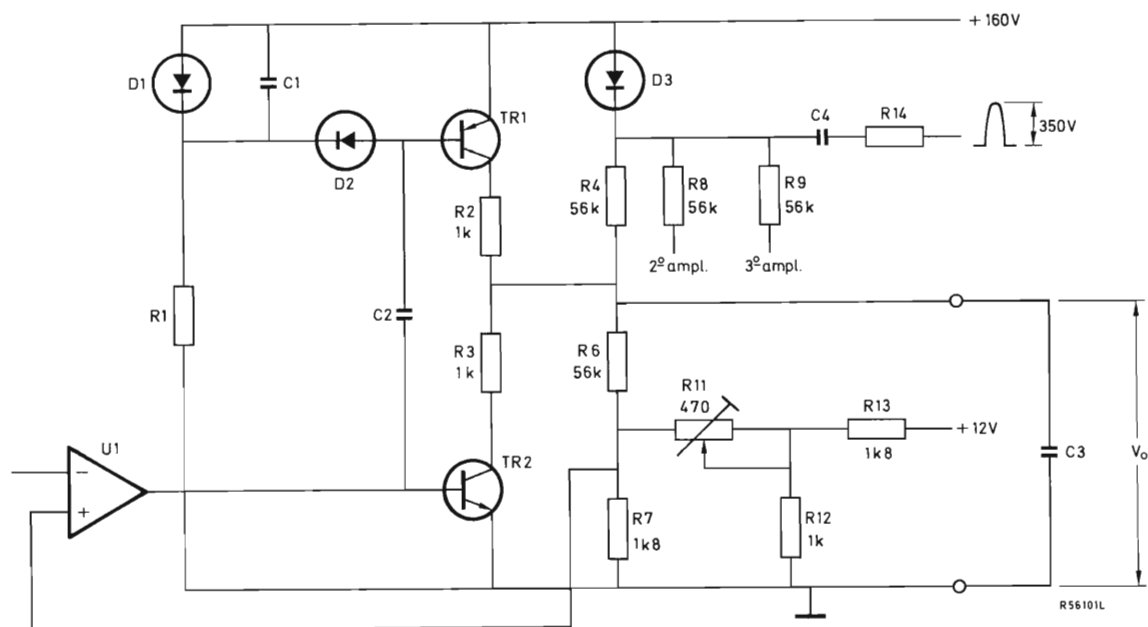 +160V
D1
C1
D3
TR1
C4
R14
350V
D2
R2
1k
R4
56k
R8
56k
R9
56k
2º ampl.
3º ampl.
R1
C2
R3
1k
R6
56k
R11
470
R13
1k8
+12V
C3
Vo
U1
−
+
TR2
R7
1k8
R12
1k
R56101L